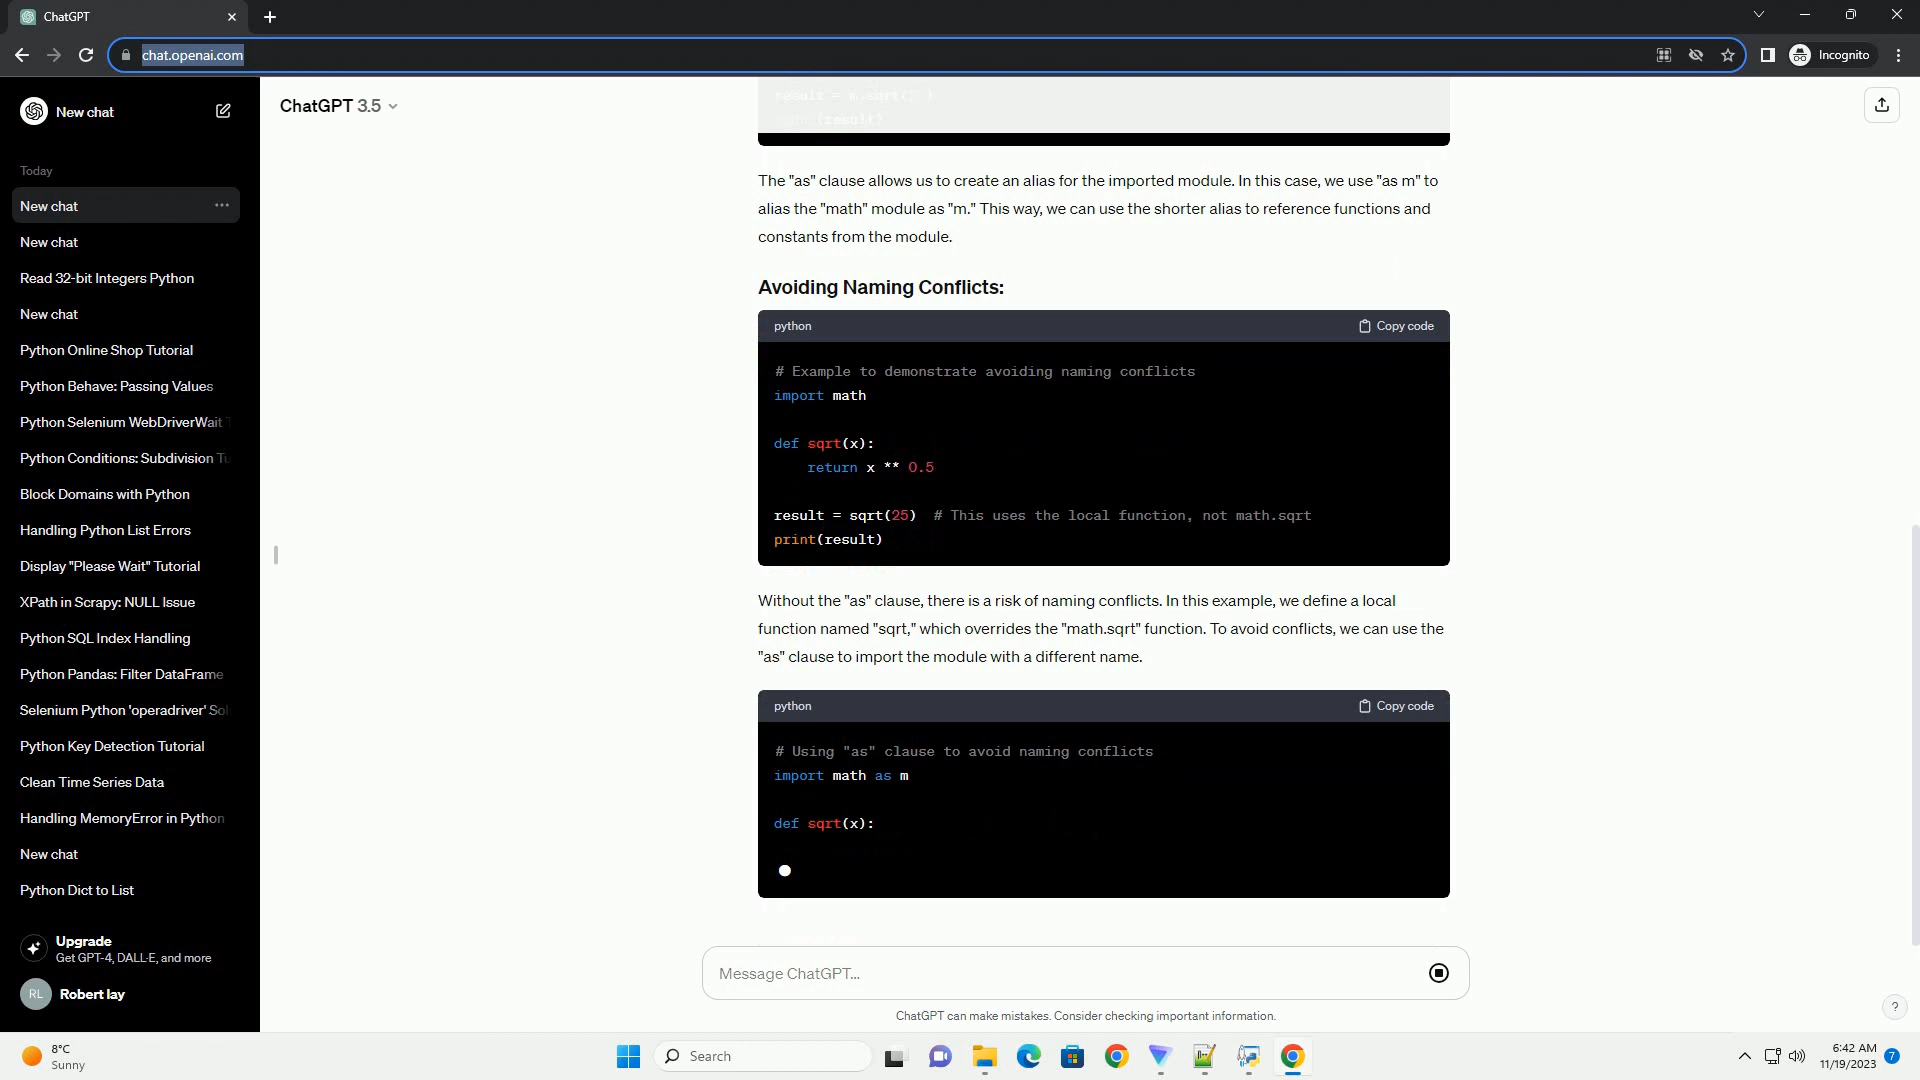 ChatGPT
chat.openai.com
Incognito
New chat
Today
New chat
New chat
Read 32-bit Integers Python
New chat
Python Online Shop Tutorial
Python Behave: Passing Values
Python Selenium WebDriverWait
Python Conditions: Subdivision Tu
Block Domains with Python
Handling Python List Errors
Display "Please Wait" Tutorial
XPath in Scrapy: NULL Issue
Python SQL Index Handling
Python Pandas: Filter DataFrame
Selenium Python 'operadriver' Sol
Python Key Detection Tutorial
Clean Time Series Data
Handling MemoryError in Python
New chat
Python Dict to List
Upgrade
Get GPT-4, DALL·E, and more
RL Robert lay
ChatGPT 3.5
result = m.sqrt(
(result)
The "as" clause allows us to create an alias for the imported module. In this case, we use "as m" to
alias the "math" module as "m." This way, we can use the shorter alias to reference functions and
constants from the module.
Avoiding Naming Conflicts:
python Copy code
# Example to demonstrate avoiding naming conflicts
import math
def sqrt(x):
return x ** 0.5
result = sqrt(25)  # This uses the local function, not math.sqrt
print(result)
Without the "as" clause, there is a risk of naming conflicts. In this example, we define a local
function named "sqrt," which overrides the "math.sqrt" function. To avoid conflicts, we can use the
"as" clause to import the module with a different name.
python Copy code
# Using "as" clause to avoid naming conflicts
import math as m
def sqrt(x):
Message ChatGPT...
ChatGPT can make mistakes. Consider checking important information.
?
8°C
Sunny
Search
6:42 AM
11/19/2023
7